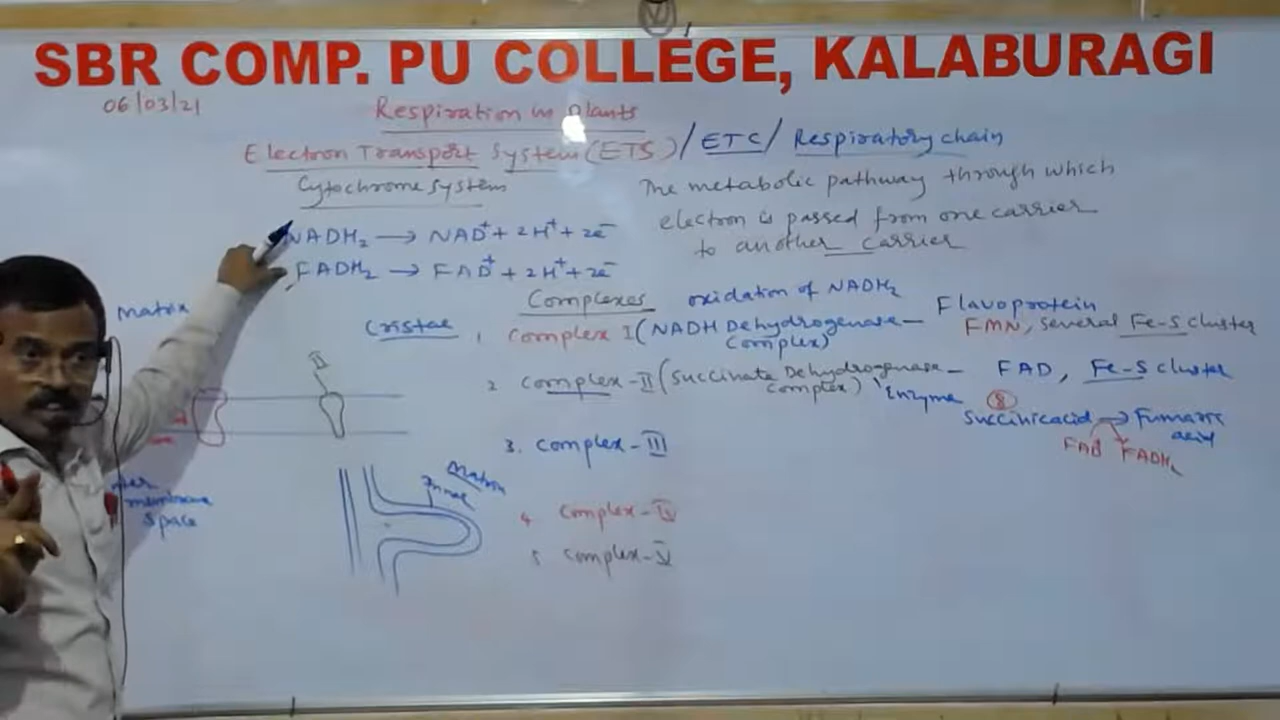 SBR COMP. PU COLLEGE, KALABURAGI
06/03/21
Respiration in Plants
Electron Transport System (ETS) / ETC / Respiratory chain
Cytochrome system
The metabolic pathway through which
electron is passed from one carrier
to another carrier
NADH₂ → NAD⁺ + 2H⁺ + 2e⁻
FADH₂ → FAD⁺ + 2H⁺ + 2e⁻
Complexes
oxidation of NADH₂
Matrix
Cristae
1, Complex I (NADH Dehydrogenase –
Complex)
Flavoprotein
FMN, several Fe-S cluster
2 Complex-II (Succinate Dehydrogenase –
Complex) Enzyme
FAD, Fe-S cluster
8
Succinic acid → Fumaric
acid
FAD FADH₂
3. Complex-III
membrane
space
Matrix
Inner
4 Complex-IV
5 Complex-V